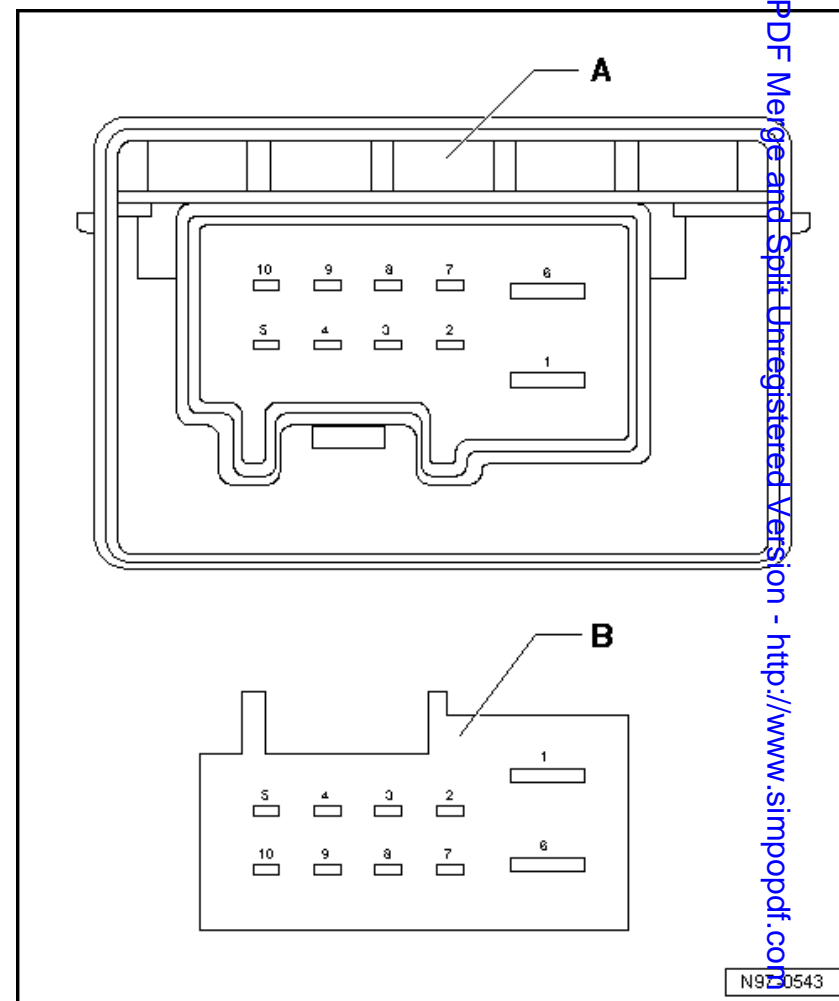 A
10 9 8 7 6
5 4 3 2
1
B
1
5 4 3 2
10 9 8 7 6
PDF Merge and Split Unregistered Version - http://www.simpopdf.com
N97-0543